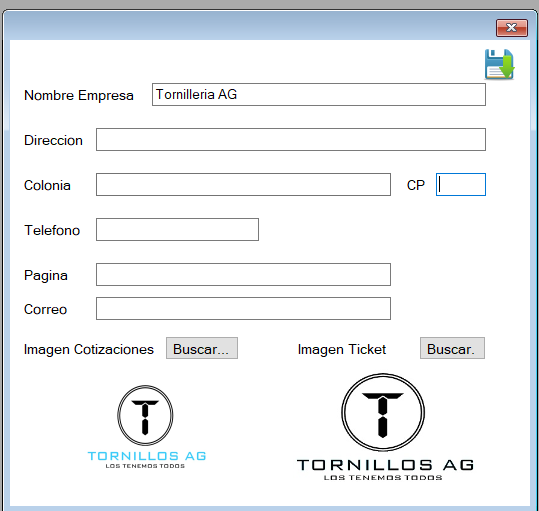 Nombre Empresa Tornilleria AG
Direccion
Colonia CP
Telefono
Pagina
Correo
Imagen Cotizaciones Buscar... Imagen Ticket Buscar.
TORNILLOS AG
LOS TENEMOS TODOS
TORNILLOS AG
LOS TENEMOS TODOS